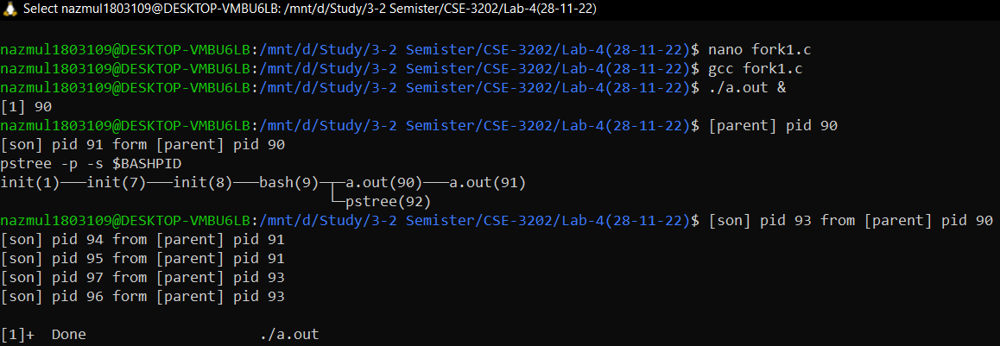 Select nazmul1803109@DESKTOP-VMBU6LB: /mnt/d/Study/3-2 Semister/CSE-3202/Lab-4(28-11-22)
nazmul1803109@DESKTOP-VMBU6LB:/mnt/d/Study/3-2 Semister/CSE-3202/Lab-4(28-11-22)$ nano fork1.c
nazmul1803109@DESKTOP-VMBU6LB:/mnt/d/Study/3-2 Semister/CSE-3202/Lab-4(28-11-22)$ gcc fork1.c
nazmul1803109@DESKTOP-VMBU6LB:/mnt/d/Study/3-2 Semister/CSE-3202/Lab-4(28-11-22)$ ./a.out &
[1] 90
nazmul1803109@DESKTOP-VMBU6LB:/mnt/d/Study/3-2 Semister/CSE-3202/Lab-4(28-11-22)$ [parent] pid 90
[son] pid 91 form [parent] pid 90
pstree -p -s $BASHPID
init(1)───init(7)───init(8)───bash(9)─┬─a.out(90)───a.out(91)
└─pstree(92)
nazmul1803109@DESKTOP-VMBU6LB:/mnt/d/Study/3-2 Semister/CSE-3202/Lab-4(28-11-22)$ [son] pid 93 from [parent] pid 90
[son] pid 94 from [parent] pid 91
[son] pid 95 from [parent] pid 91
[son] pid 97 from [parent] pid 93
[son] pid 96 form [parent] pid 93
[1]+  Done                    ./a.out